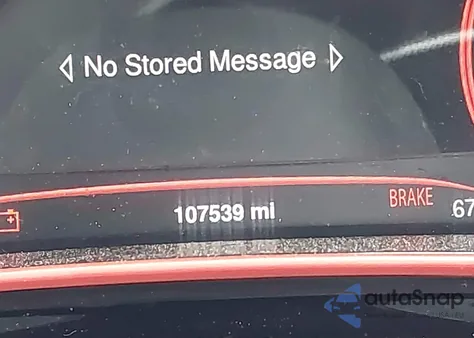 No Stored Message
BRAKE
107539 mi
67
autoSnap